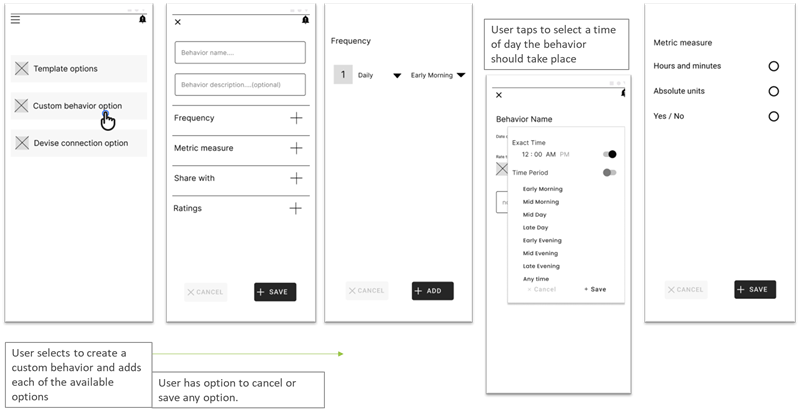 Template options
Custom behavior option
Devise connection option
User selects to create a
custom behavior and adds
each of the available
options
Behavior name....
Behavior description....(optional)
Frequency
Metric measure
Share with
Ratings
CANCEL
SAVE
User has option to cancel or
save any option.
Frequency
1 Daily Early Morning
CANCEL
ADD
User taps to select a time
of day the behavior
should take place
Behavior Name
Exact Time
12 : 00 AM PM
Time Period
Early Morning
Mid Morning
Mid Day
Late Day
Early Evening
Mid Evening
Late Evening
Any time
Cancel + Save
Metric measure
Hours and minutes
Absolute units
Yes / No
CANCEL
SAVE